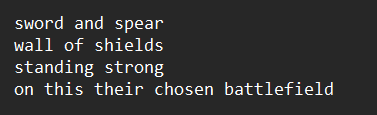 sword and spear
wall of shields
standing strong
on this their chosen battlefield